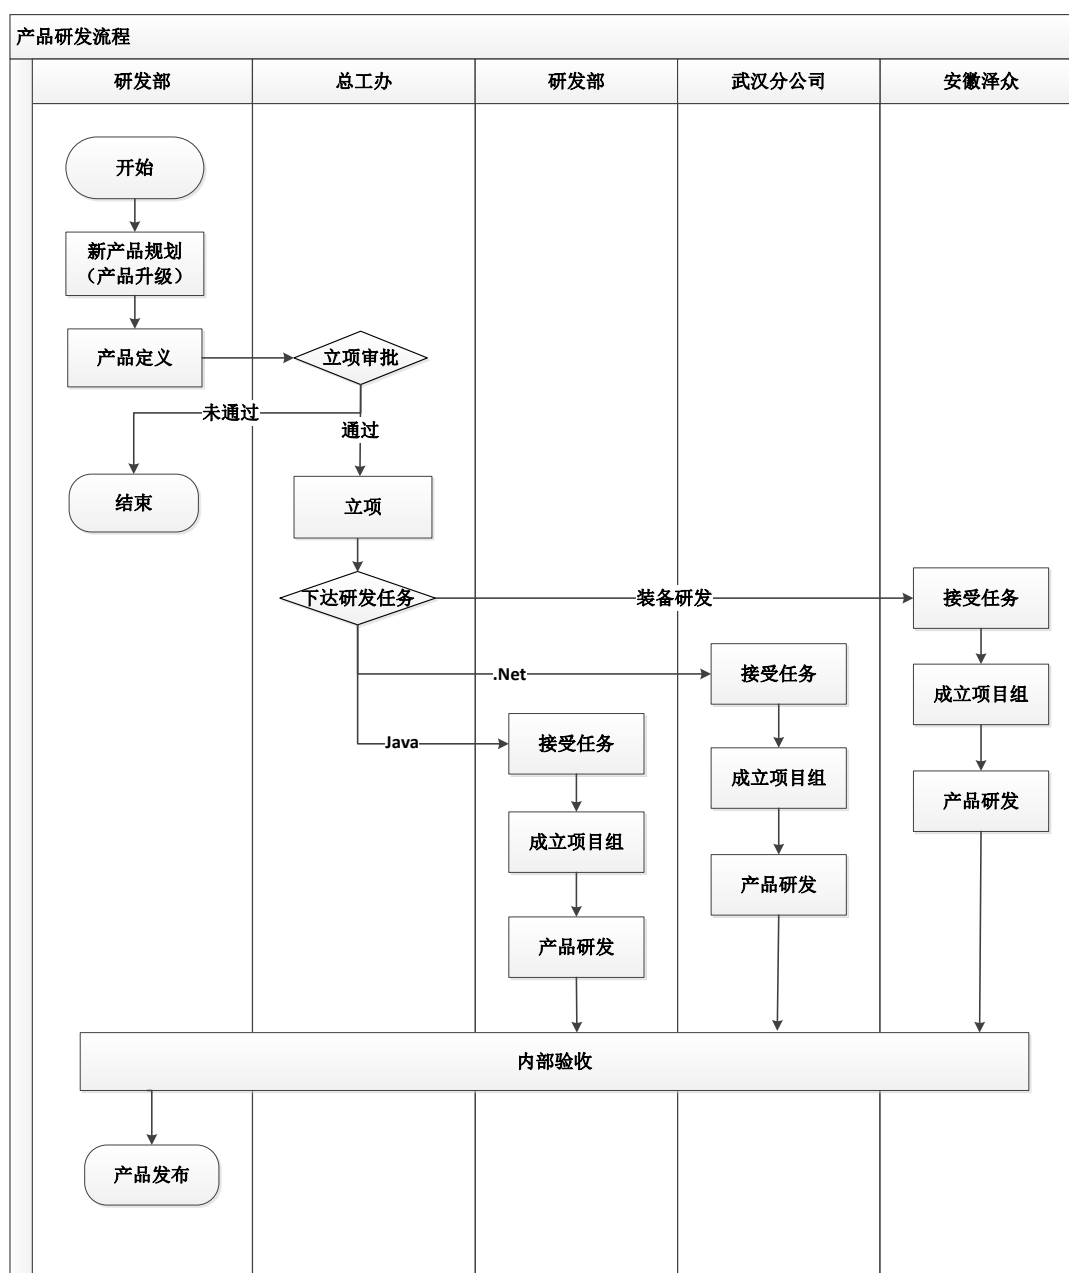 产品研发流程
研发部
总工办
研发部
武汉分公司
安徽泽众
开始
新产品规划
（产品升级）
产品定义
立项审批
未通过
通过
结束
立项
下达研发任务
装备研发
接受任务
.Net
接受任务
成立项目组
Java
接受任务
成立项目组
产品研发
成立项目组
产品研发
产品研发
内部验收
产品发布